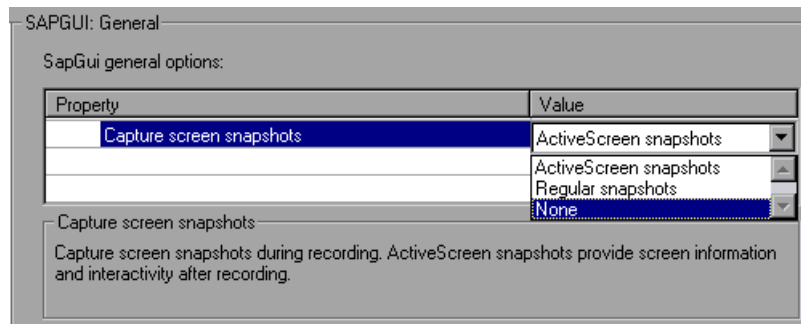 SAPGUI: General
SapGui general options:
Property Value
Capture screen snapshots ActiveScreen snapshots
ActiveScreen snapshots
Regular snapshots
None
Capture screen snapshots
Capture screen snapshots during recording. ActiveScreen snapshots provide screen information
and interactivity after recording.